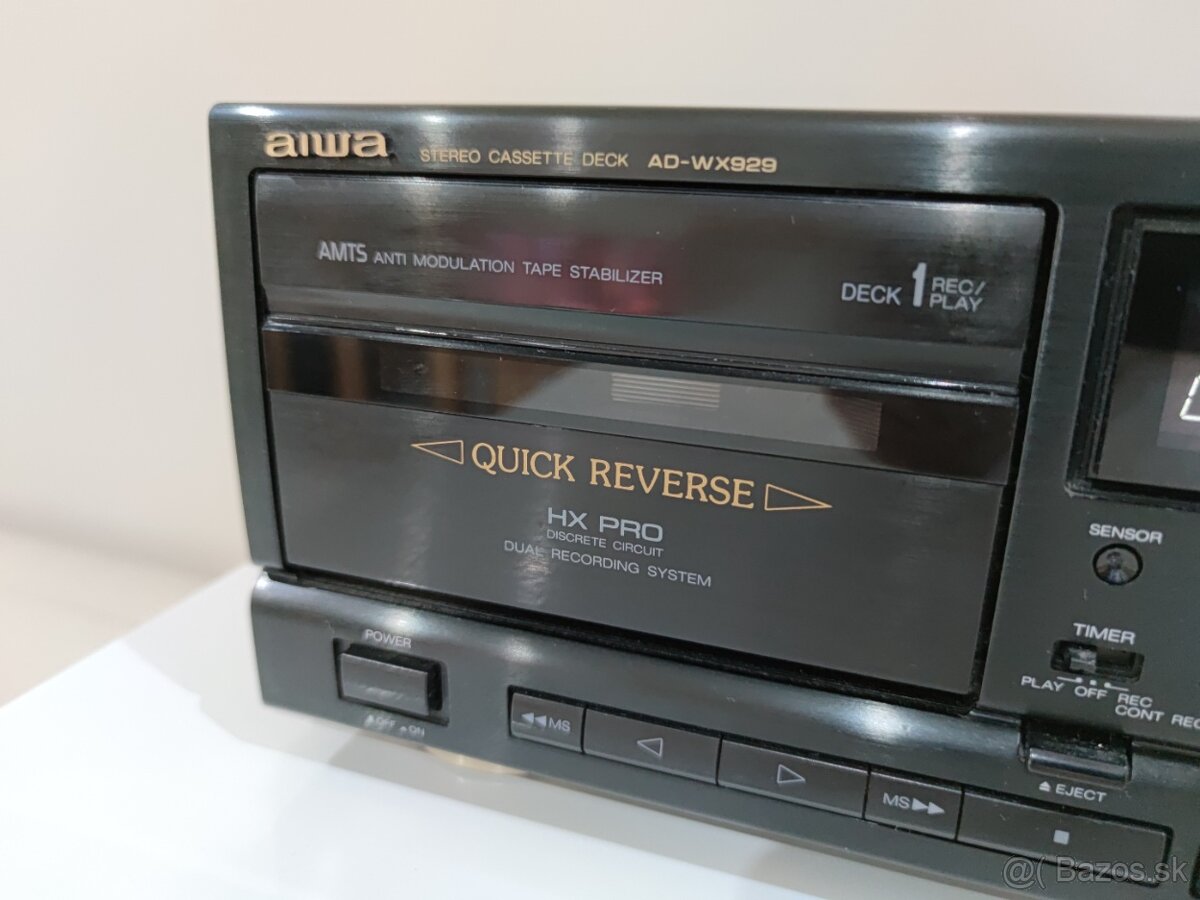 aiwa STEREO CASSETTE DECK AD-WX929
AMTS ANTI MODULATION TAPE STABILIZER
DECK 1 REC/
PLAY
QUICK REVERSE
HX PRO
DISCRETE CIRCUIT
DUAL RECORDING SYSTEM
SENSOR
TIMER
PLAY OFF REC
CONT REC
POWER
OFF ON
MS
MS
EJECT
@( Bazos.sk